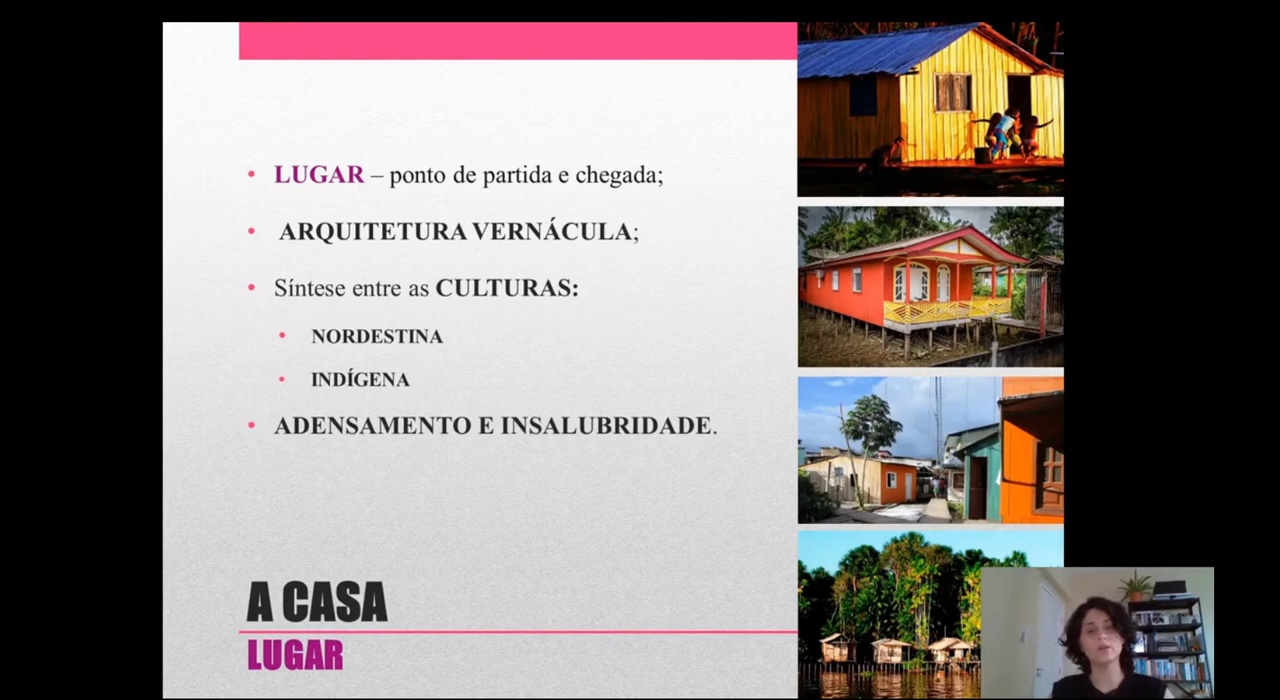 LUGAR – ponto de partida e chegada;
ARQUITETURA VERNÁCULA;
Síntese entre as CULTURAS:
NORDESTINA
INDÍGENA
ADENSAMENTO E INSALUBRIDADE.
A CASA
LUGAR